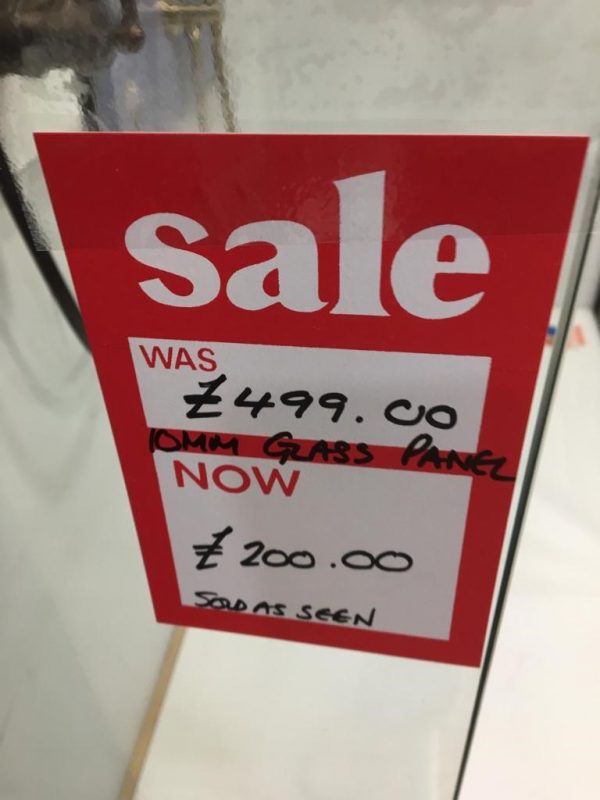 sale
WAS
£499.00
10MM GLASS PANEL
NOW
£200.00
SOLD AS SEEN